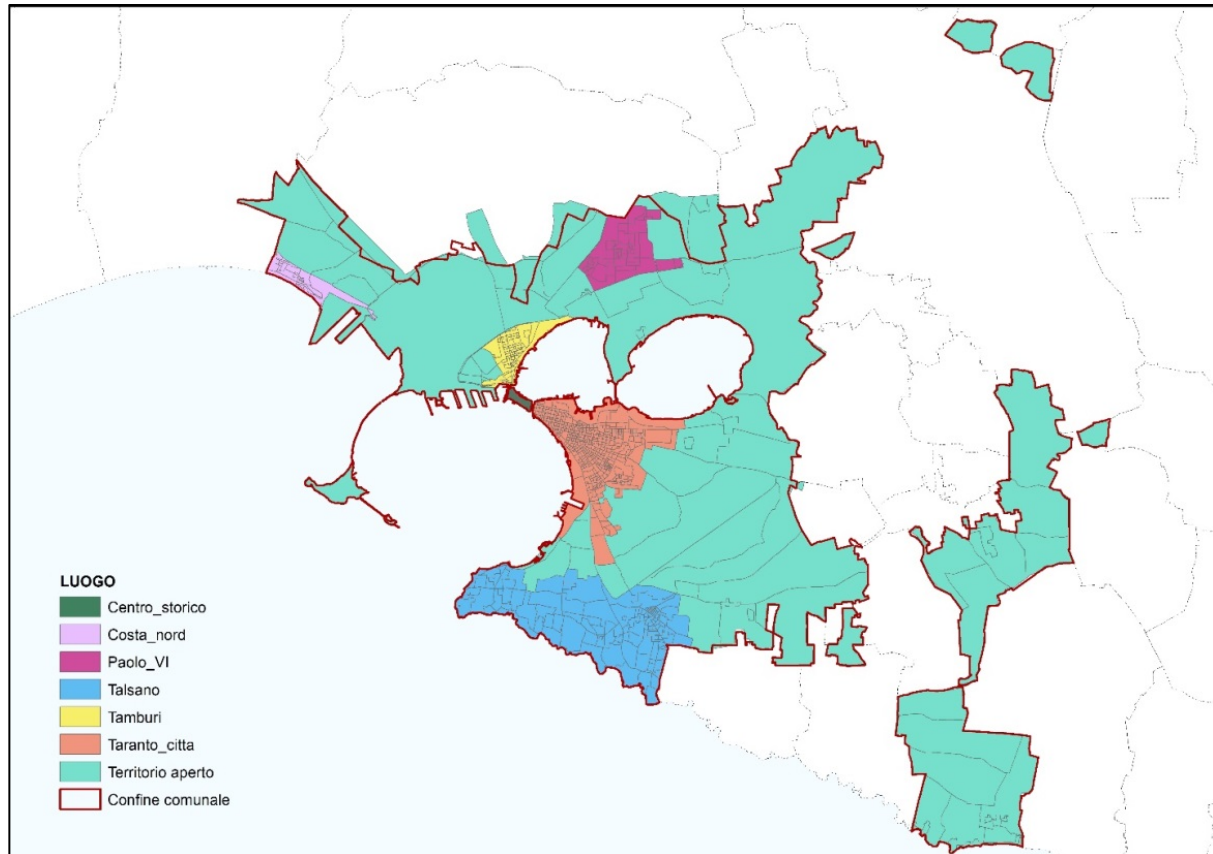 LUOGO
Centro_storico
Costa_nord
Paolo_VI
Talsano
Tamburi
Taranto_citta
Territorio aperto
Confine comunale